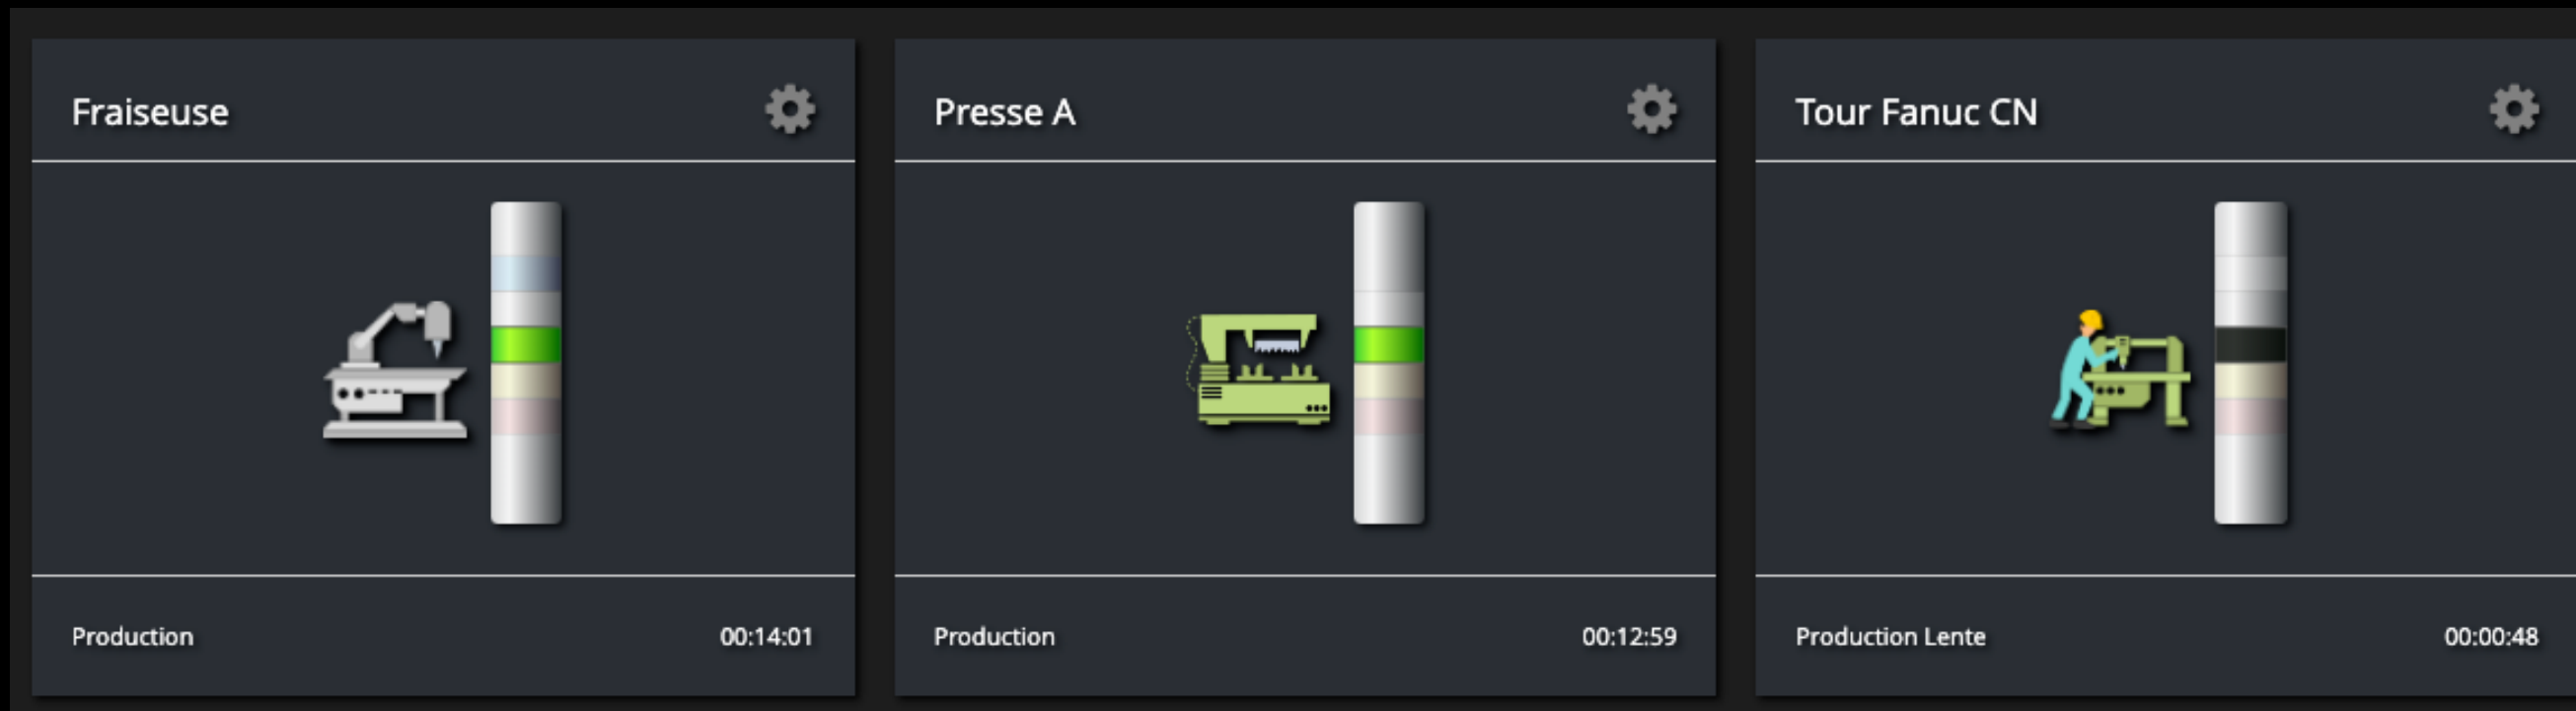 Fraiseuse
Presse A
Tour Fanuc CN
Production 00:14:01
Production 00:12:59
Production Lente 00:00:48